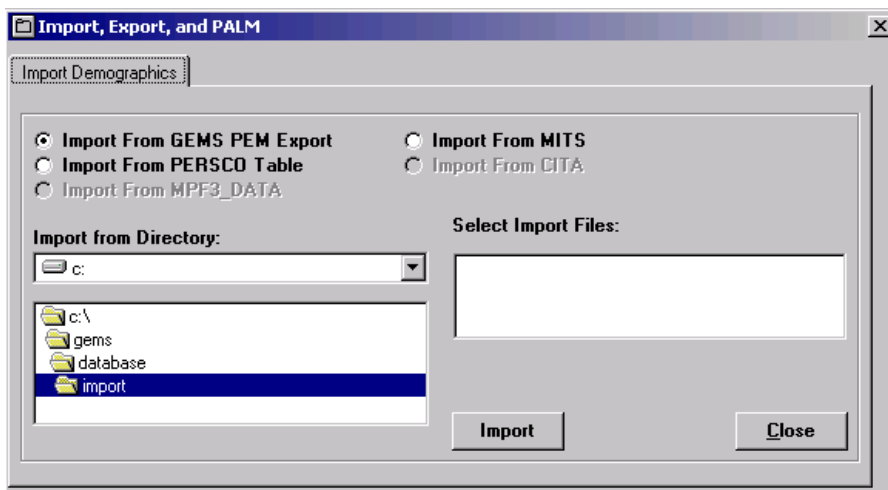 Import, Export, and PALM
Import Demographics
Import From GEMS PEM Export
Import From MITS
Import From PERSCO Table
Import From CITA
Import From MPF3_DATA
Import from Directory:
Select Import Files:
c:
c:\
gems
database
import
Import
Close